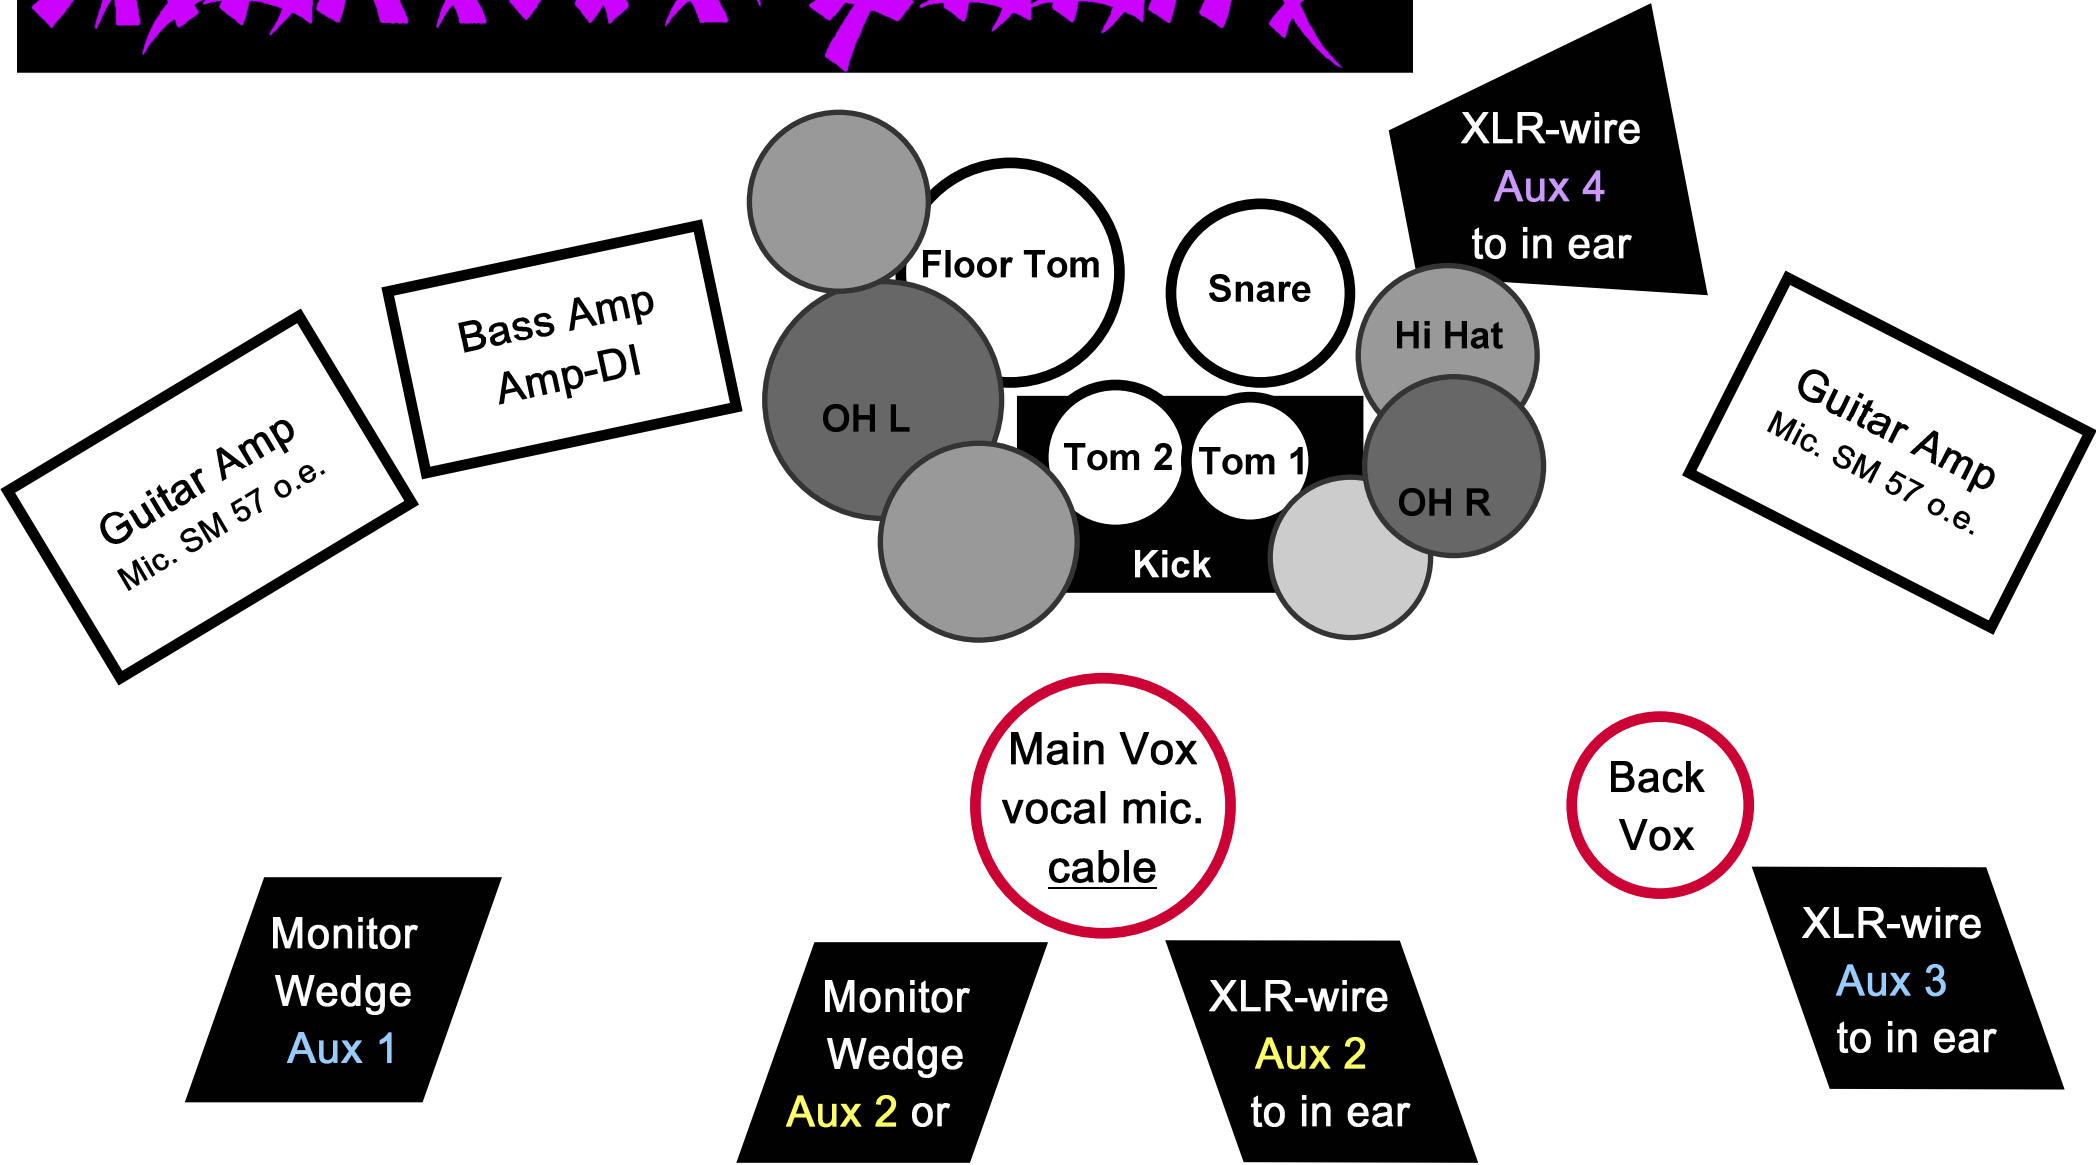 XLR-wire
Aux 4
to in ear
Floor Tom
Snare
Hi Hat
Bass Amp
Amp-DI
Guitar Amp
Mic. SM 57 o.e.
OH L
Tom 2
Tom 1
OH R
Kick
Guitar Amp
Mic. SM 57 o.e.
Main Vox
vocal mic.
cable
Back
Vox
Monitor
Wedge
Aux 1
Monitor
Wedge
Aux 2 or
XLR-wire
Aux 2
to in ear
XLR-wire
Aux 3
to in ear